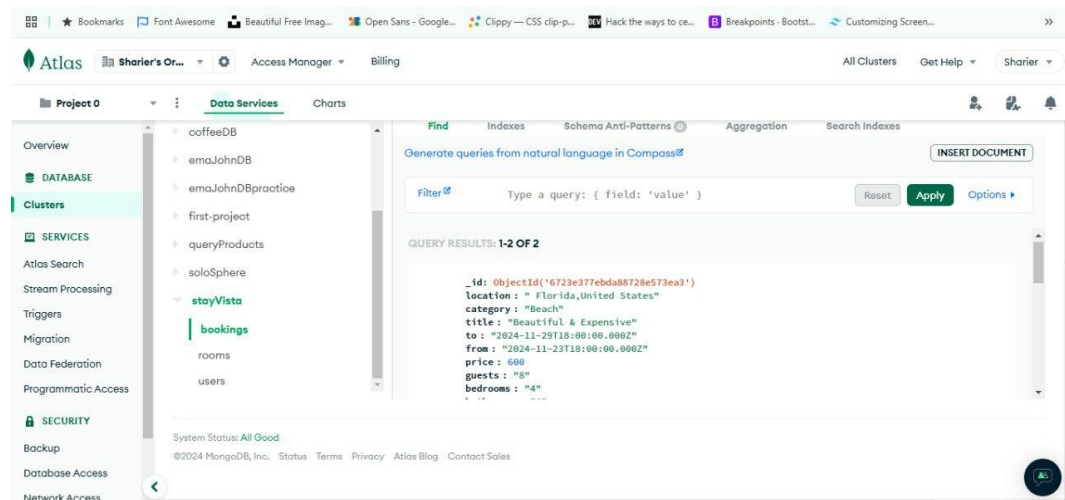 Bookmarks Font Awesome Beautiful Free Imag... Open Sans - Google... Clippy — CSS clip-p... DEV Hack the ways to ce... B Breakpoints · Bootst... Customizing Screen... »
Atlas Sharier's Or... Access Manager Billing All Clusters Get Help Sharier
Project 0 Data Services Charts
Overview
DATABASE
Clusters
SERVICES
Atlas Search
Stream Processing
Triggers
Migration
Data Federation
Programmatic Access
SECURITY
Backup
Database Access
Network Access
coffeeDB
emaJohnDB
emaJohnDBpractice
first-project
queryProducts
soloSphere
stayVista
bookings
rooms
users
Find Indexes Schema Anti-Patterns 0 Aggregation Search Indexes
Generate queries from natural language in Compass
INSERT DOCUMENT
Filter Type a query: { field: 'value' } Reset Apply Options
QUERY RESULTS: 1-2 OF 2
_id: ObjectId('6723e377ebda88728e573ea3')
location : " Florida,United States"
category : "Beach"
title : "Beautiful & Expensive"
to : "2024-11-29T18:00:00.000Z"
from : "2024-11-23T18:00:00.000Z"
price : 600
guests : "8"
bedrooms : "4"
System Status: All Good
©2024 MongoDB, Inc. Status Terms Privacy Atlas Blog Contact Sales